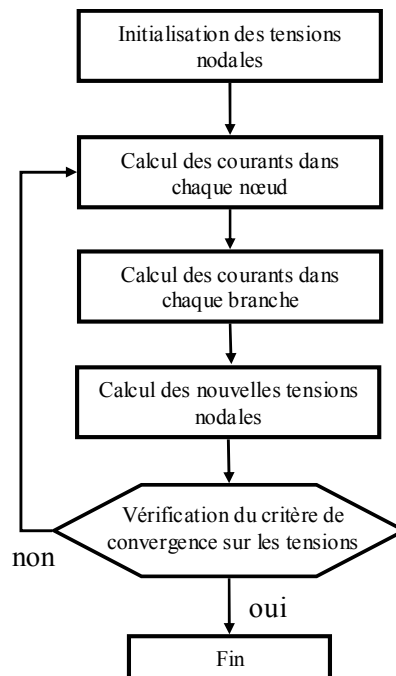 Initialisation des tensions
nodales
Calcul des courants dans
chaque nœud
Calcul des courants dans
chaque branche
Calcul des nouvelles tensions
nodales
Vérification du critère de
convergence sur les tensions
non
oui
Fin